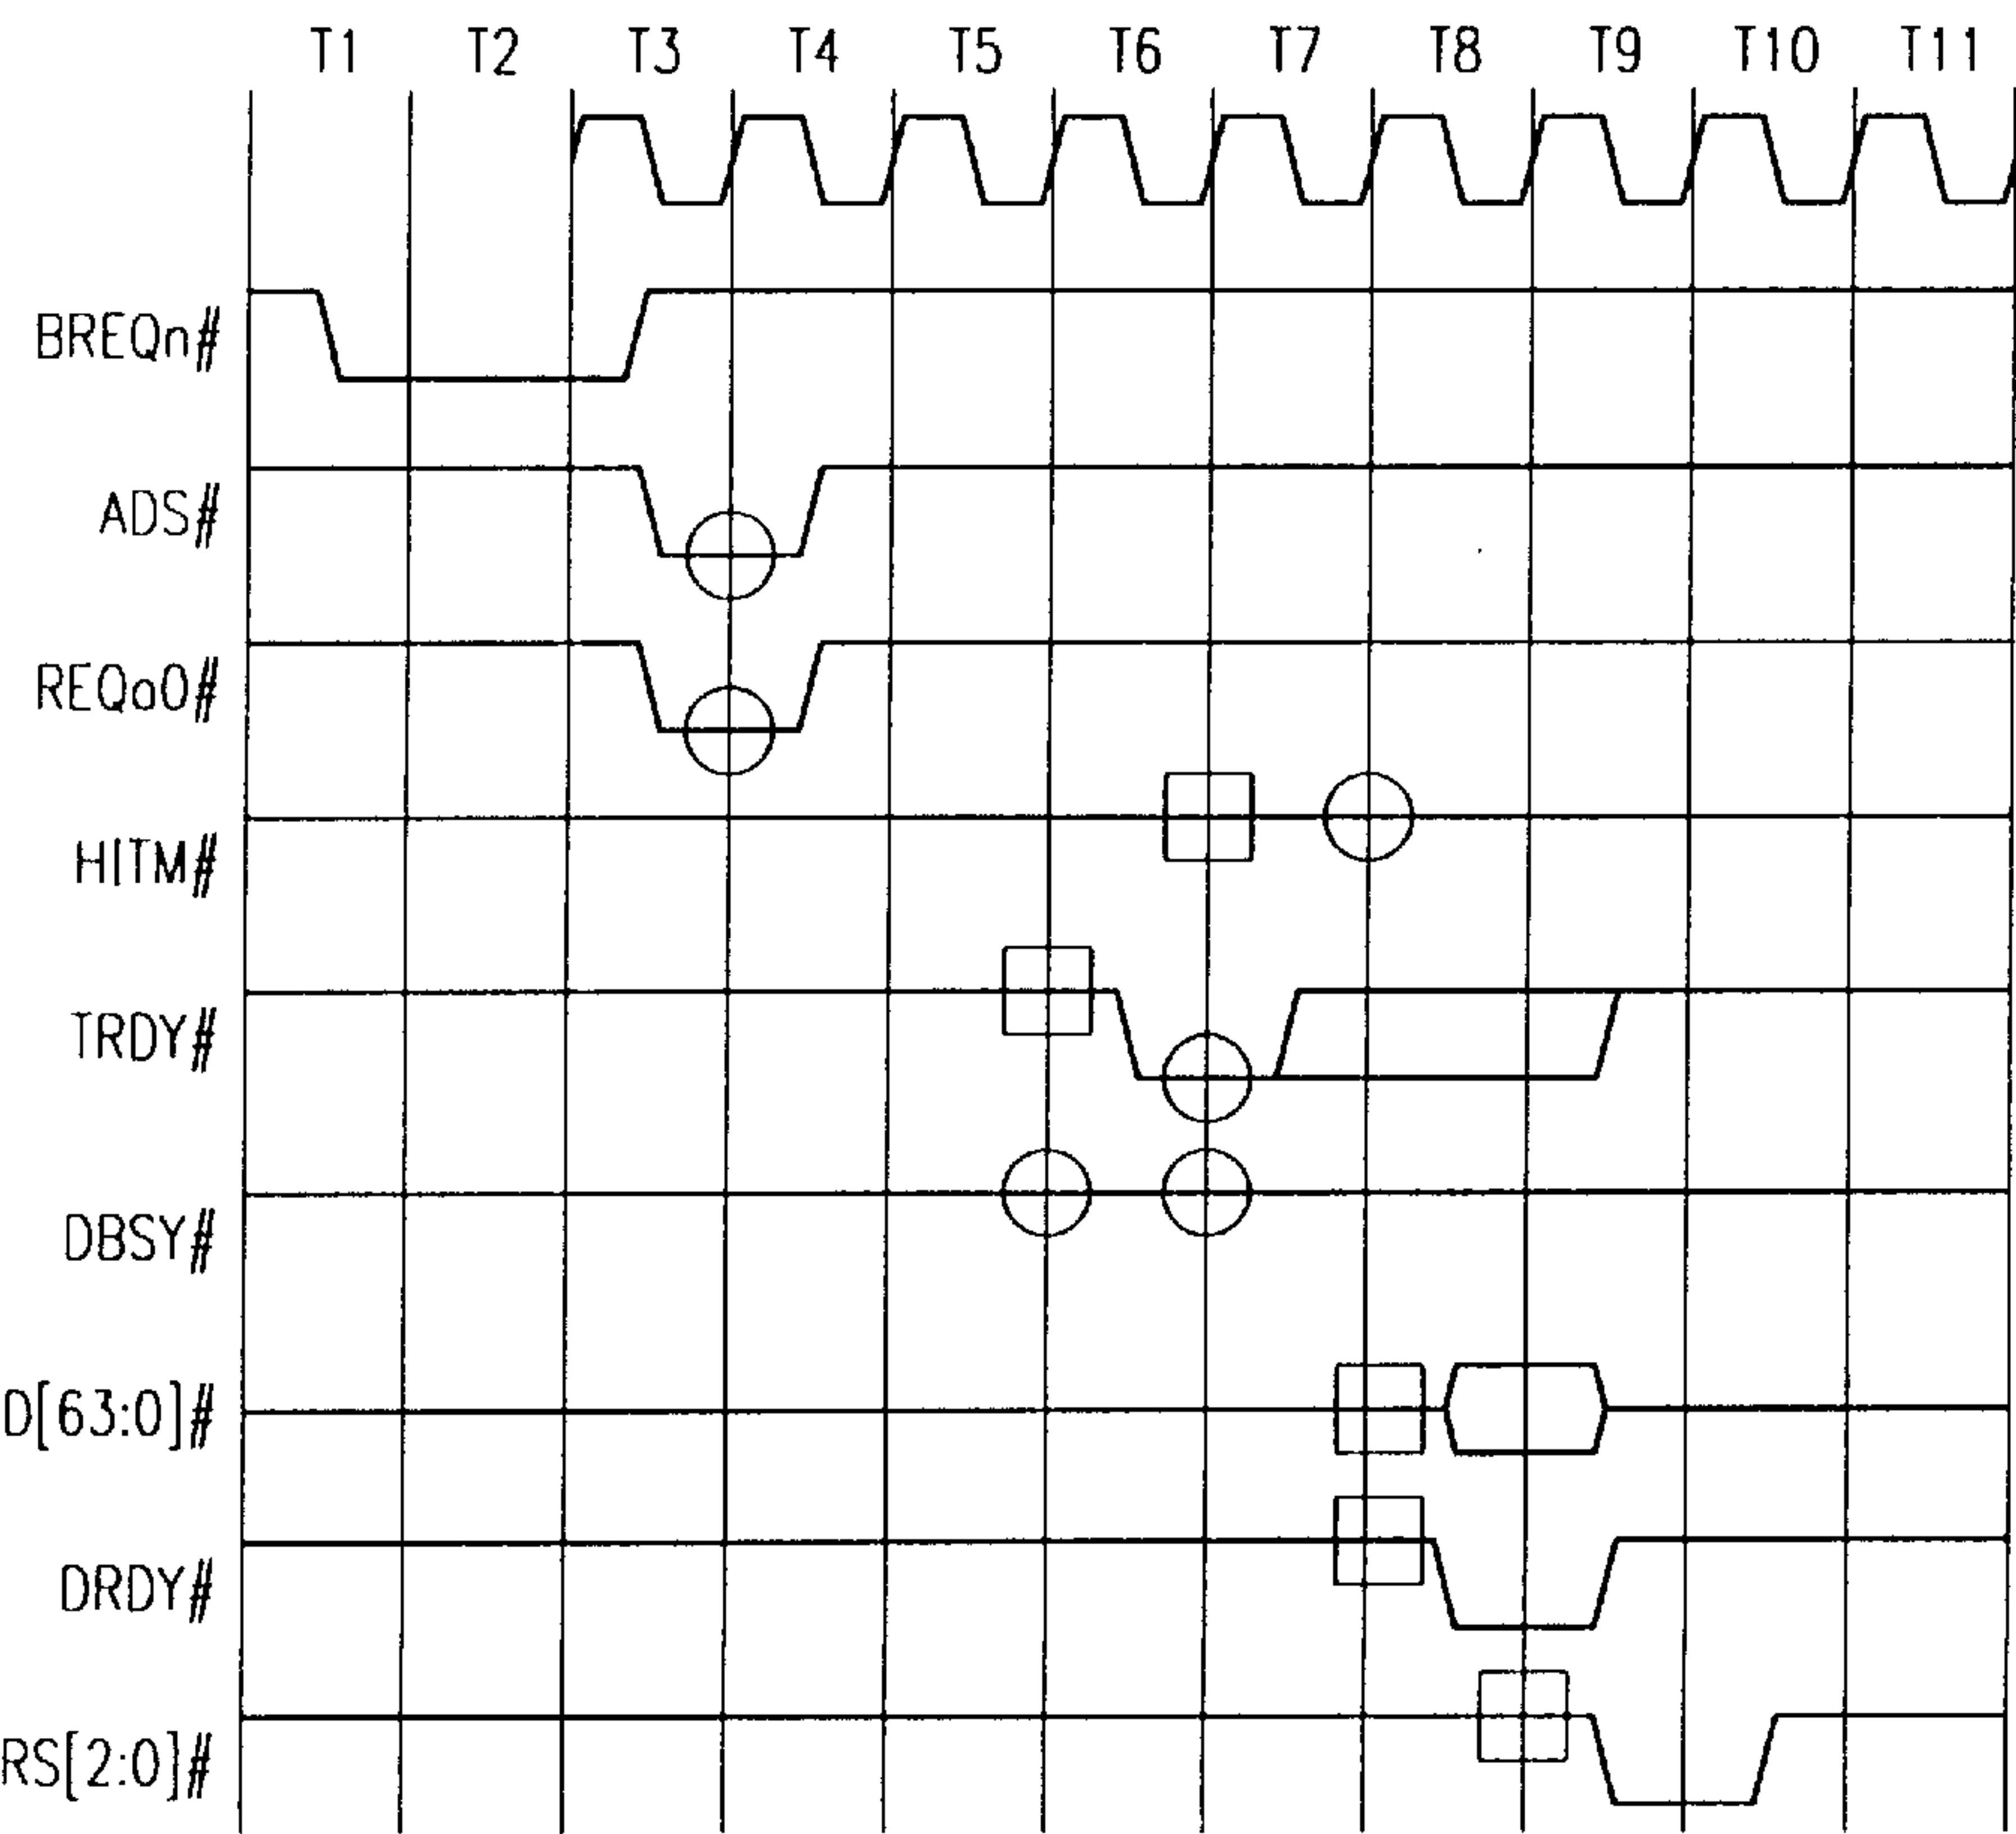 T1 T2 T3 T4 T5 T6 T7 T8 T9 T10 T11
BREQn#
ADS#
REQa0#
HITM#
TRDY#
DBSY#
D[63:0]#
DRDY#
RS[2:0]#